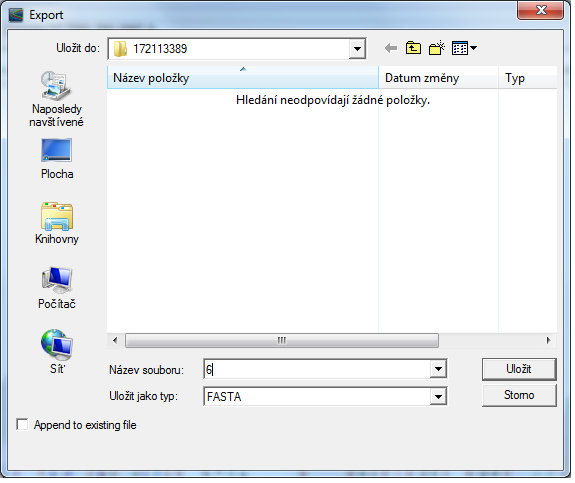 Export
Uložit do:
172113389
Název položky
Datum změny
Typ
Hledání neodpovídají žádné položky.
Naposledy
navštívené
Plocha
Knihovny
Počítač
Síť
Název souboru:
6
Uložit
Uložit jako typ:
FASTA
Storno
Append to existing file